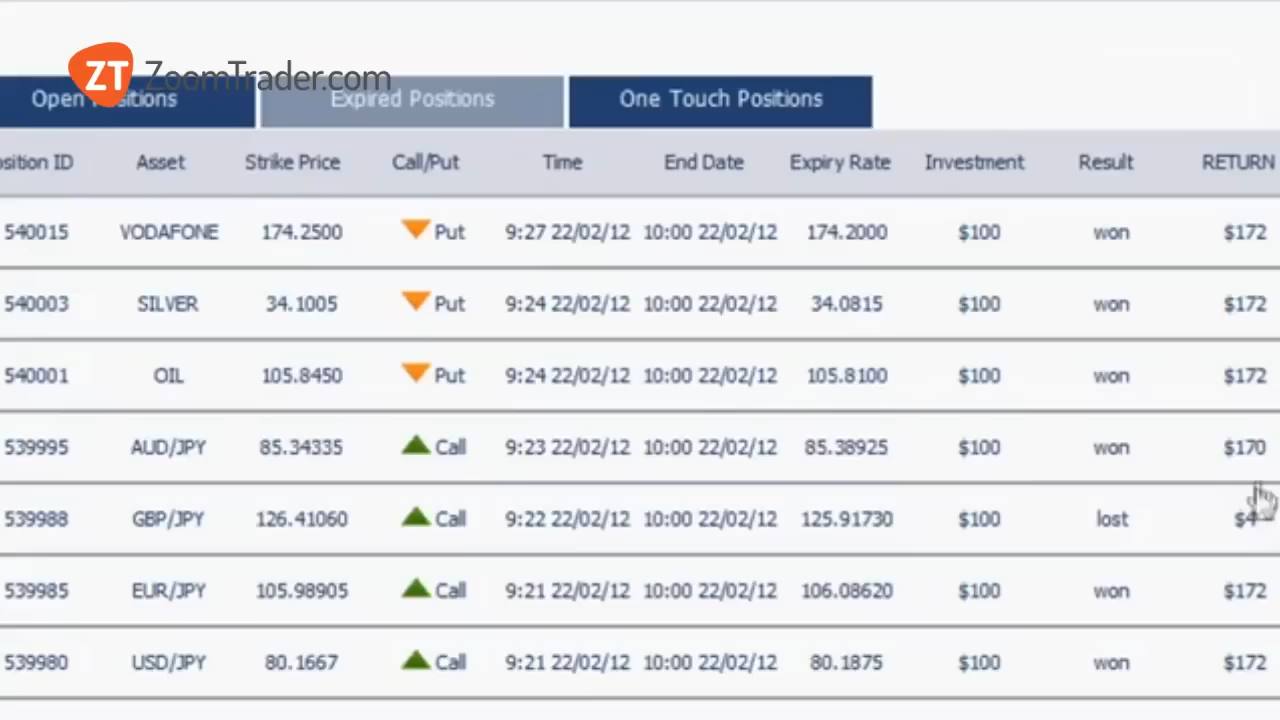 ZT ZoomTrader.com
Open Positions Expired Positions One Touch Positions
osition ID Asset Strike Price Call/Put Time End Date Expiry Rate Investment Result RETURN
540015 VODAFONE 174.2500 Put 9:27 22/02/12 10:00 22/02/12 174.2000 $100 won $172
540003 SILVER 34.1005 Put 9:24 22/02/12 10:00 22/02/12 34.0815 $100 won $172
540001 OIL 105.8450 Put 9:24 22/02/12 10:00 22/02/12 105.8100 $100 won $172
539995 AUD/JPY 85.34335 Call 9:23 22/02/12 10:00 22/02/12 85.38925 $100 won $170
539988 GBP/JPY 126.41060 Call 9:22 22/02/12 10:00 22/02/12 125.91730 $100 lost
539985 EUR/JPY 105.98905 Call 9:21 22/02/12 10:00 22/02/12 106.08620 $100 won $172
539980 USD/JPY 80.1667 Call 9:21 22/02/12 10:00 22/02/12 80.1875 $100 won $172